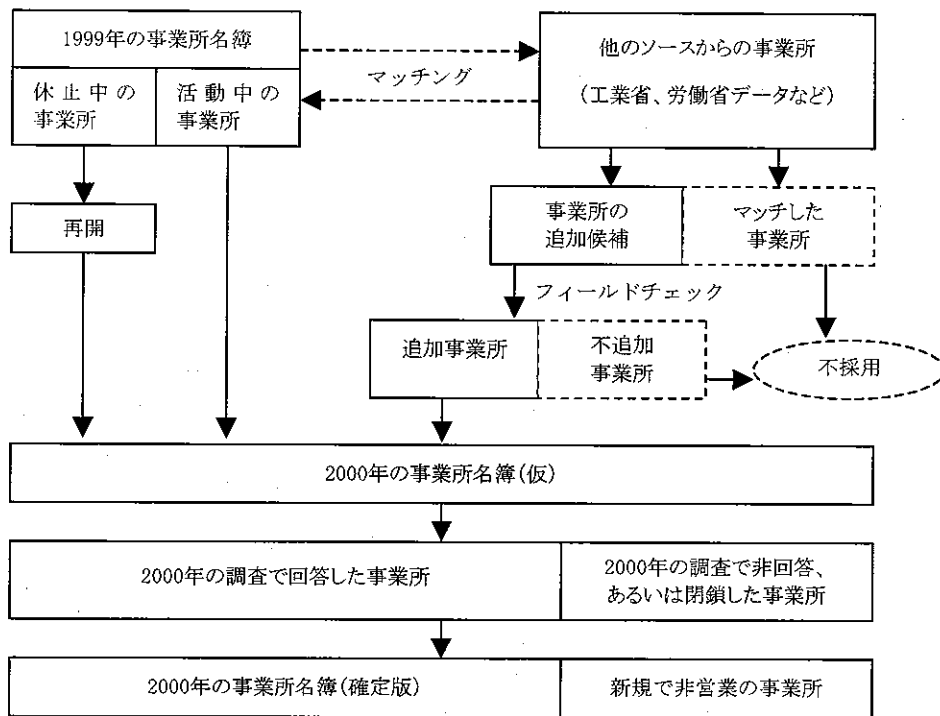 1999年の事業所名簿
休止中の
事業所
活動中の
事業所
マッチング
他のソースからの事業所
(工業省、労働省データなど)
再開
事業所の
追加候補
マッチした
事業所
フィールドチェック
追加事業所
不追加
事業所
不採用
2000年の事業所名簿(仮)
2000年の調査で回答した事業所
2000年の調査で非回答、
あるいは閉鎖した事業所
2000年の事業所名簿(確定版)
新規で非営業の事業所